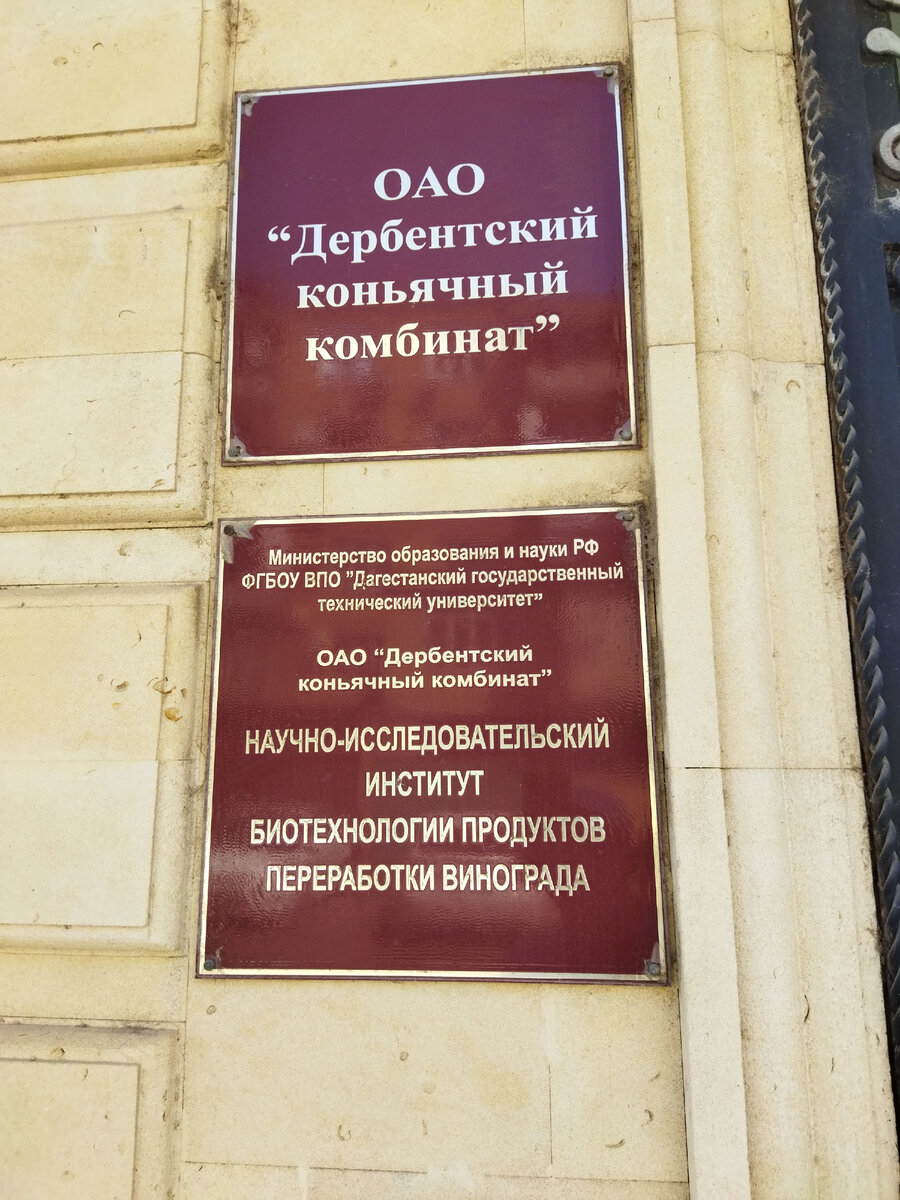 ОАО
“Дербентский
коньячный
комбинат”
Министерство образования и науки РФ
ФГБОУ ВПО ”Дагестанский государственный
технический университет”
ОАО “Дербентский
коньячный комбинат”
НАУЧНО-ИССЛЕДОВАТЕЛЬСКИЙ
ИНСТИТУТ
БИОТЕХНОЛОГИИ ПРОДУКТОВ
ПЕРЕРАБОТКИ ВИНОГРАДА